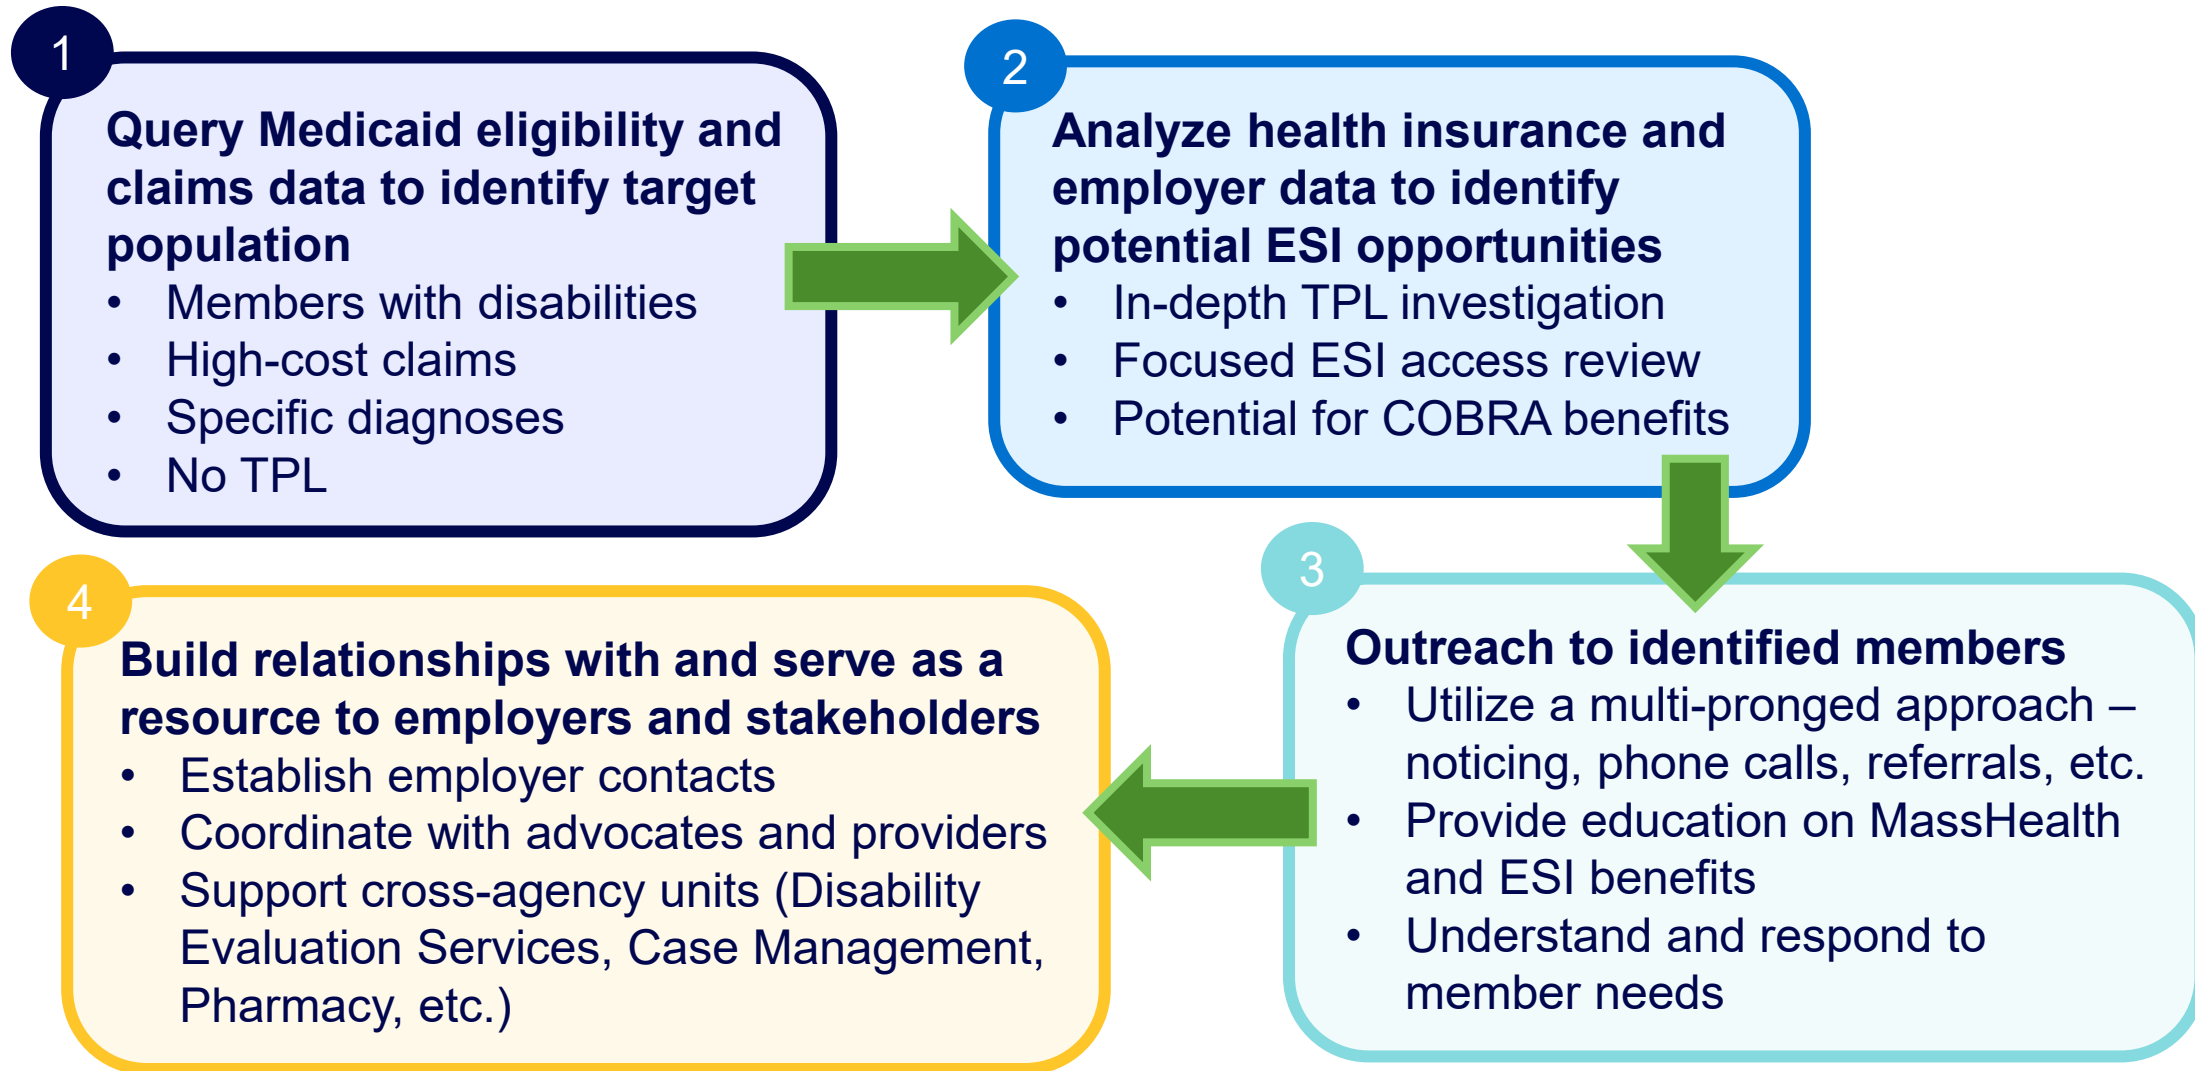 1
Query Medicaid eligibility and
claims data to identify target
population
• Members with disabilities
• High-cost claims
• Specific diagnoses
• No TPL
2
Analyze health insurance and
employer data to identify
potential ESI opportunities
• In-depth TPL investigation
• Focused ESI access review
• Potential for COBRA benefits
3
Outreach to identified members
• Utilize a multi-pronged approach –
noticing, phone calls, referrals, etc.
• Provide education on MassHealth
and ESI benefits
• Understand and respond to
member needs
4
Build relationships with and serve as a
resource to employers and stakeholders
• Establish employer contacts
• Coordinate with advocates and providers
• Support cross-agency units (Disability
Evaluation Services, Case Management,
Pharmacy, etc.)